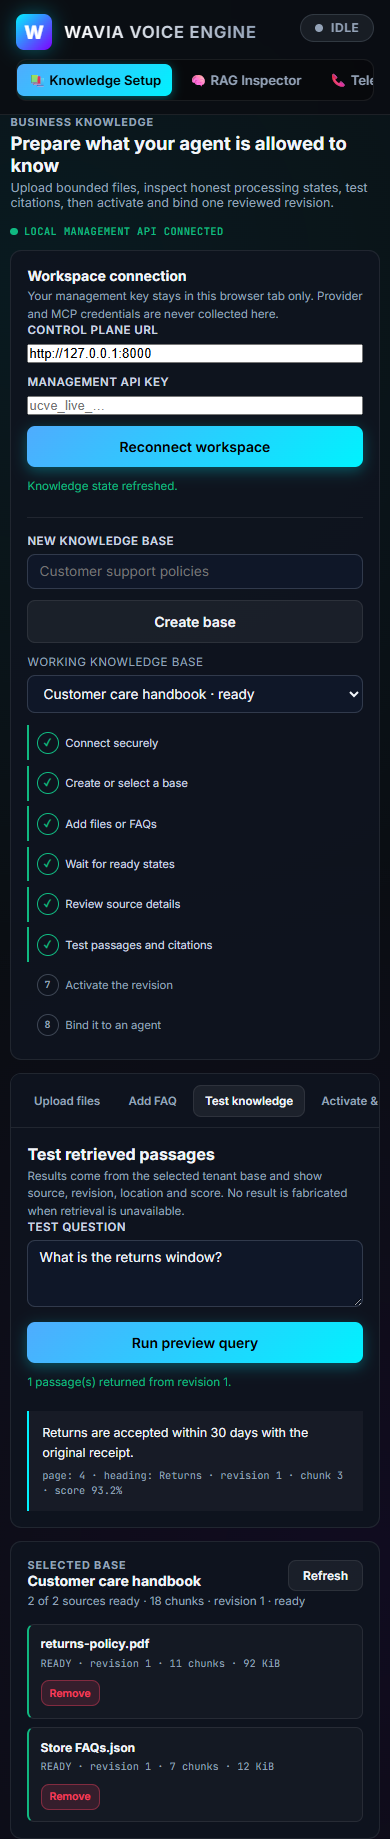 W WAVIA VOICE ENGINE IDLE
Knowledge Setup RAG Inspector Tele
BUSINESS KNOWLEDGE
Prepare what your agent is allowed to
know
Upload bounded files, inspect honest processing states, test
citations, then activate and bind one reviewed revision.
LOCAL MANAGEMENT API CONNECTED
Workspace connection
Your management key stays in this browser tab only. Provider
and MCP credentials are never collected here.
CONTROL PLANE URL
http://127.0.0.1:8000
MANAGEMENT API KEY
ucve_live_...
Reconnect workspace
Knowledge state refreshed.
NEW KNOWLEDGE BASE
Customer support policies
Create base
WORKING KNOWLEDGE BASE
Customer care handbook · ready
✓ Connect securely
✓ Create or select a base
✓ Add files or FAQs
✓ Wait for ready states
✓ Review source details
✓ Test passages and citations
7 Activate the revision
8 Bind it to an agent
Upload files Add FAQ Test knowledge Activate &
Test retrieved passages
Results come from the selected tenant base and show
source, revision, location and score. No result is fabricated
when retrieval is unavailable.
TEST QUESTION
What is the returns window?
Run preview query
1 passage(s) returned from revision 1.
Returns are accepted within 30 days with the
original receipt.
page: 4 · heading: Returns · revision 1 · chunk 3
· score 93.2%
SELECTED BASE
Customer care handbook
Refresh
2 of 2 sources ready · 18 chunks · revision 1 · ready
returns-policy.pdf
READY · revision 1 · 11 chunks · 92 KiB
Remove
Store FAQs.json
READY · revision 1 · 7 chunks · 12 KiB
Remove